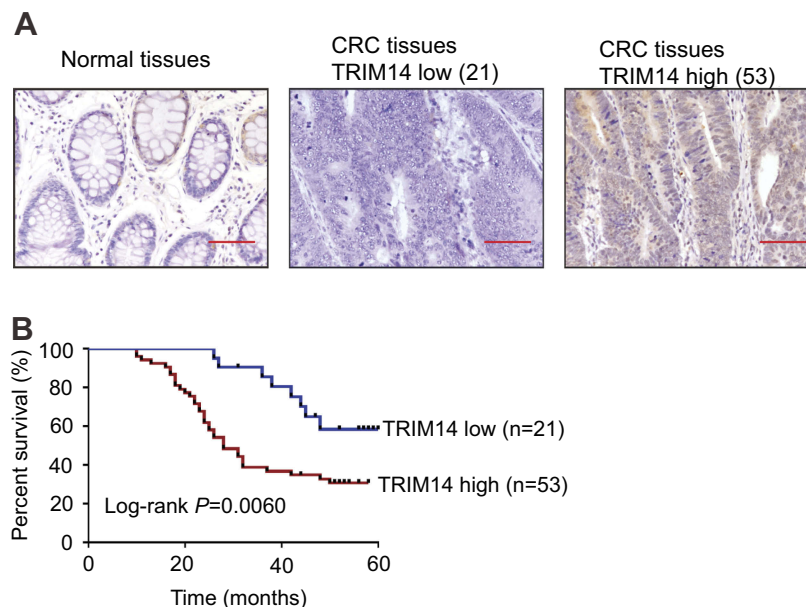 A
Normal tissues
CRC tissues
TRIM14 low (21)
CRC tissues
TRIM14 high (53)
B
Percent survival (%)
100
80
60
40
20
0
TRIM14 low (n=21)
TRIM14 high (n=53)
Log-rank P=0.0060
0
20
40
60
Time (months)